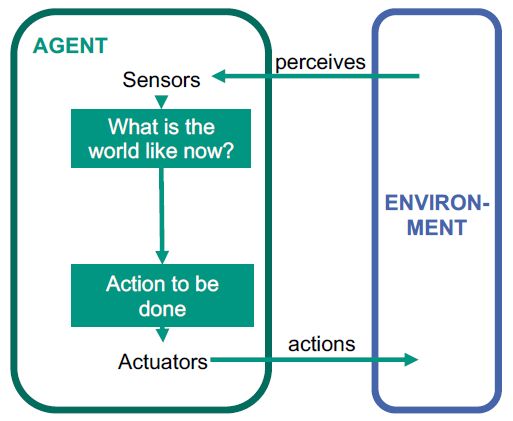 AGENT
perceives
Sensors
What is the
world like now?
ENVIRON-
MENT
Action to be
done
actions
Actuators